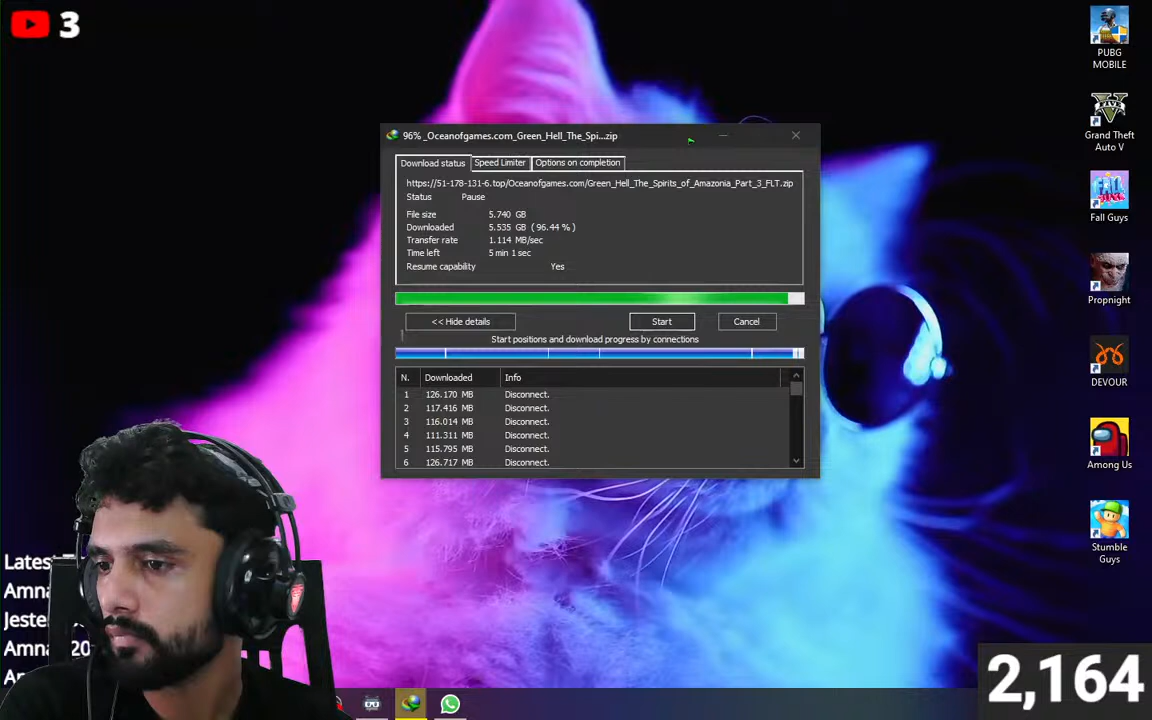 3
PUBG
MOBILE
Grand Theft
Auto V
Fall Guys
Propnight
DEVOUR
Among Us
Stumble
Guys
96% _Oceanofgames.com_Green_Hell_The_Spi...zip
Download status
Speed Limiter
Options on completion
https://51-178-131-6.top/Oceanofgames.com/Green_Hell_The_Spirits_of_Amazonia_Part_3_FLT.zip
Status Pause
File size 5.740 GB
Downloaded 5.535 GB ( 96.44 % )
Transfer rate 1.114 MB/sec
Time left 5 min 1 sec
Resume capability Yes
<< Hide details
Start
Cancel
Start positions and download progress by connections
N. Downloaded Info
1 126.170 MB Disconnect.
2 117.416 MB Disconnect.
3 116.014 MB Disconnect.
4 111.311 MB Disconnect.
5 115.795 MB Disconnect.
6 126.717 MB Disconnect.
Latest
Amna
Jeste
Amna 20
2,164